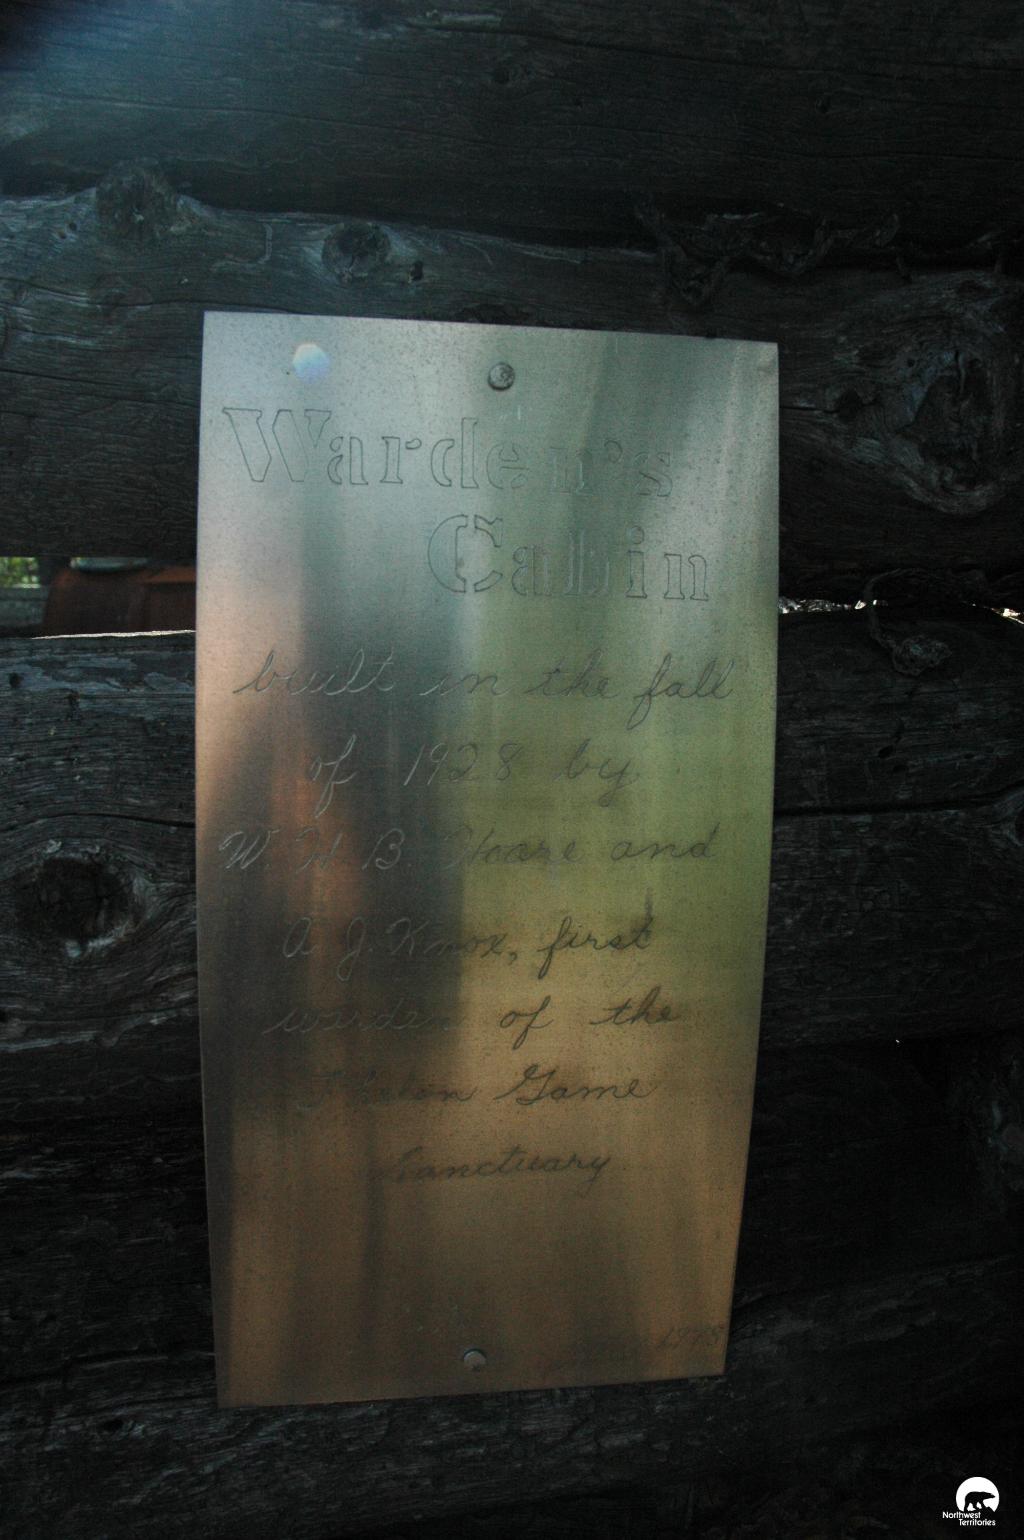 Warden's
Cabin
built in the fall
of 1928 by
W. H. B. Hoare and
A. J. Knox, first
warden of the
Thelon Game
Sanctuary
Northwest
Territories